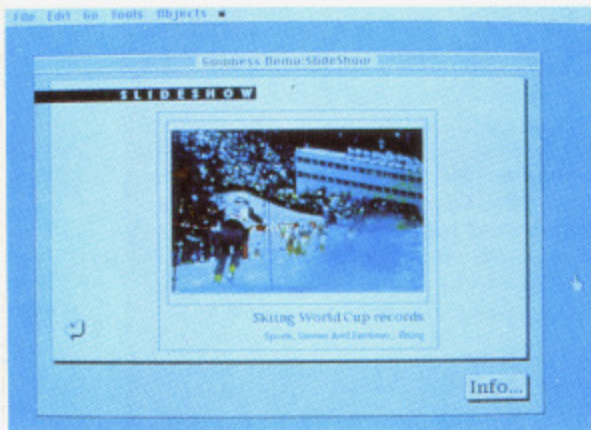 File Edit Go Tools Objects
Guinness Demo:SlideShow
SLIDESHOW
Skiing World Cup records
Sports, Games And Pastimes, Skiing
Info...